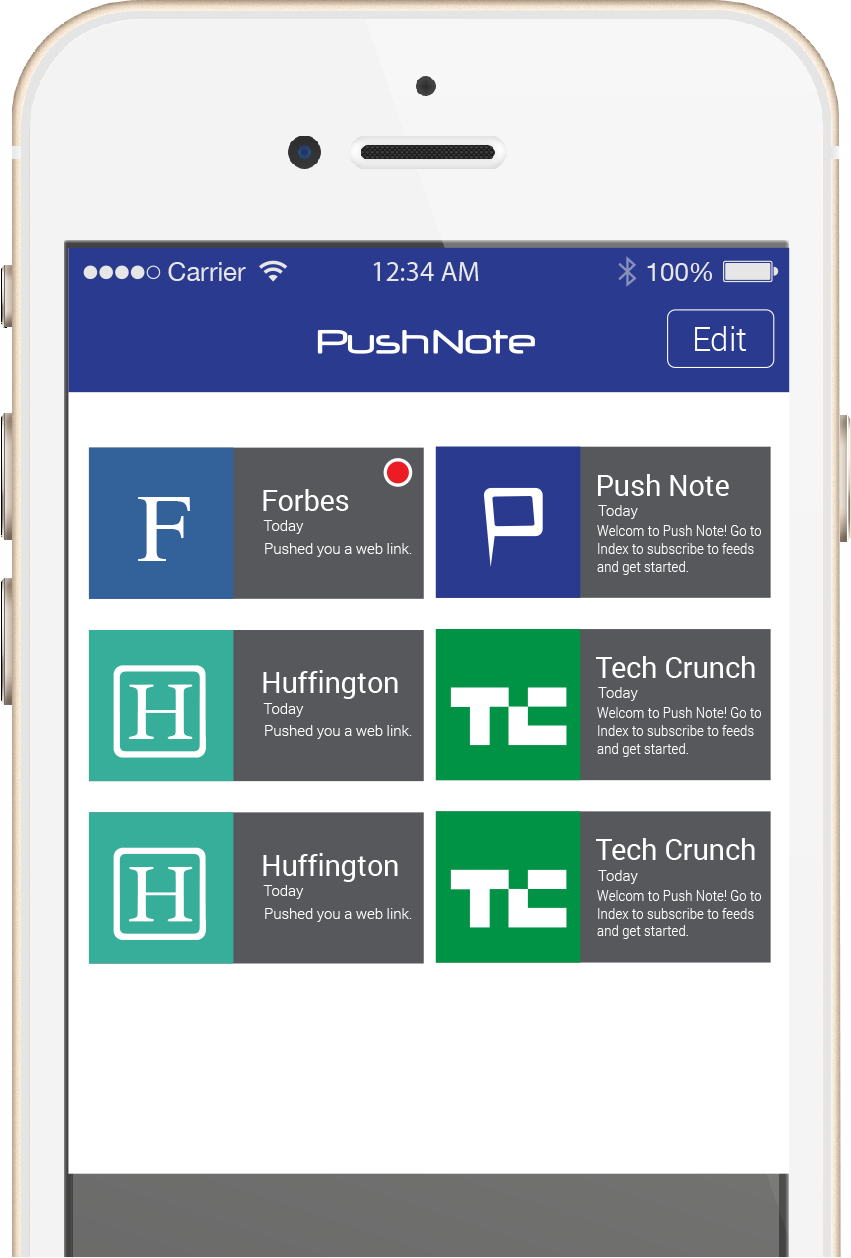 Carrier 12:34 AM 100%
PushNote
Edit
F
Forbes
Today
Pushed you a web link.
P
Push Note
Today
Welcom to Push Note! Go to
Index to subscribe to feeds
and get started.
H
Huffington
Today
Pushed you a web link.
TC
Tech Crunch
Today
Welcom to Push Note! Go to
Index to subscribe to feeds
and get started.
H
Huffington
Today
Pushed you a web link.
TC
Tech Crunch
Today
Welcom to Push Note! Go to
Index to subscribe to feeds
and get started.